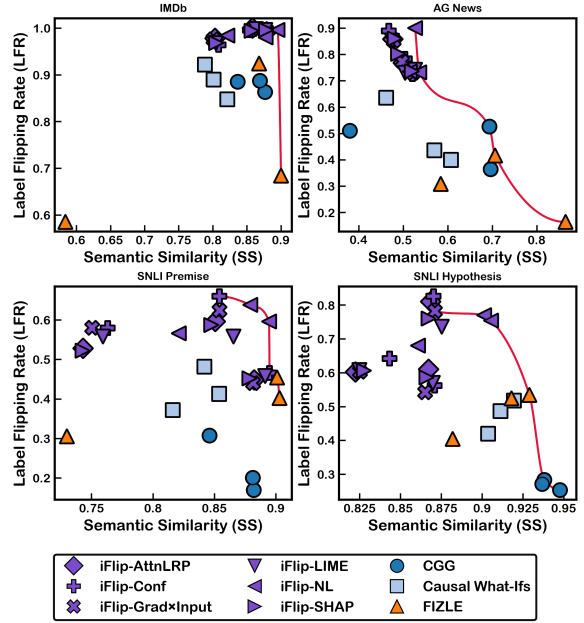 IMDb
AG News
Label Flipping Rate (LFR)
1.0
0.9
0.8
0.7
0.6
0.6
0.65
0.7
0.75
0.8
0.85
0.9
Semantic Similarity (SS)
Label Flipping Rate (LFR)
0.9
0.8
0.7
0.6
0.5
0.4
0.3
0.2
0.4
0.5
0.6
0.7
0.8
Semantic Similarity (SS)
SNLI Premise
SNLI Hypothesis
Label Flipping Rate (LFR)
0.6
0.5
0.4
0.3
0.2
0.75
0.8
0.85
0.9
Semantic Similarity (SS)
Label Flipping Rate (LFR)
0.8
0.7
0.6
0.5
0.4
0.3
0.825
0.85
0.875
0.9
0.925
0.95
Semantic Similarity (SS)
iFlip-AttnLRP
iFlip-LIME
CGG
iFlip-Conf
iFlip-NL
Causal What-Ifs
iFlip-Grad×Input
iFlip-SHAP
FIZLE